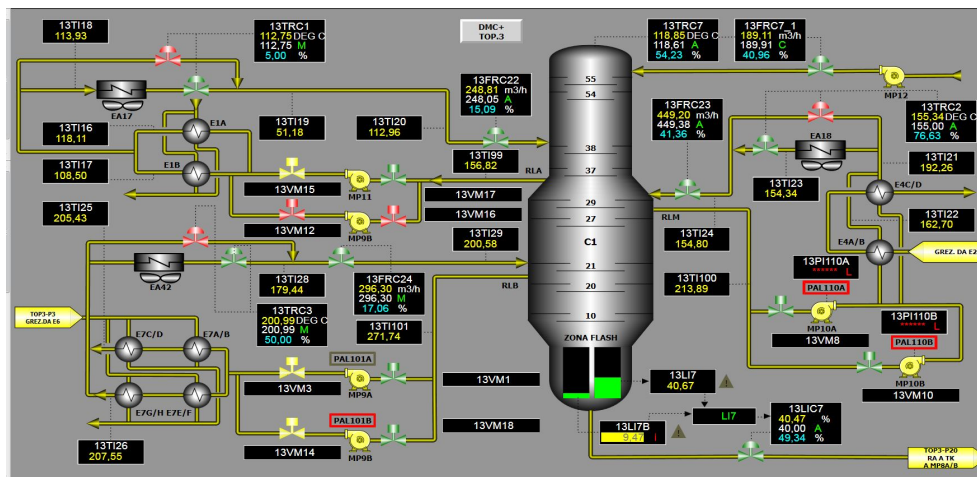 13TI18
113,93
13TRC1
112,75 DEG C
112,75 M
5,00 %
DMC+
TOP.3
13TRC7
118,85 DEG C
118,61 A
54,23 %
13FRC7_1
189,11 m3/h
189,91 C
40,96 %
55
54
MP12
13FRC22
248,81 m3/h
248,05 A
15,09 %
13FRC23
449,20 m3/h
449,38 A
41,36 %
13TRC2
155,34 DEG C
155,00 A
76,63 %
EA17
E1A
13TI16
118,11
13TI19
51,18
13TI20
112,96
EA18
38
13TI99
156,82
13TI21
192,26
13TI17
108,50
E1B
RLA
37
13TI23
154,34
E4C/D
13VM15
MP11
13VM17
29
13TI25
205,43
13VM16
27
RLM
13TI22
162,70
13VM12
MP9B
13TI29
200,58
C1
13TI24
154,80
E4A/B
GREZ. DA E2
13PI110A
****** L
EA42
13TI28
179,44
13FRC24
296,30 m3/h
296,30 M
17,06 %
21
RLB
20
13TI100
213,89
PAL110A
13TRC3
200,99 DEG C
200,99 M
50,00 %
TOP3-P3
GREZ.DA E6
10
MP10A
13PI110B
****** L
E7C/D
E7A/B
13TI101
271,74
ZONA FLASH
13VM8
PAL110B
PAL101A
13VM3
MP9A
13VM1
13LI7
40,67
MP10B
13VM10
E7G/H
E7E/F
PAL101B
13VM18
LI7
13LIC7
40,47 %
40,00 A
49,34 %
13LI7B
9,47
13TI26
207,55
13VM14
MP9B
TOP3-P20
RA A TK
A MP8A/B